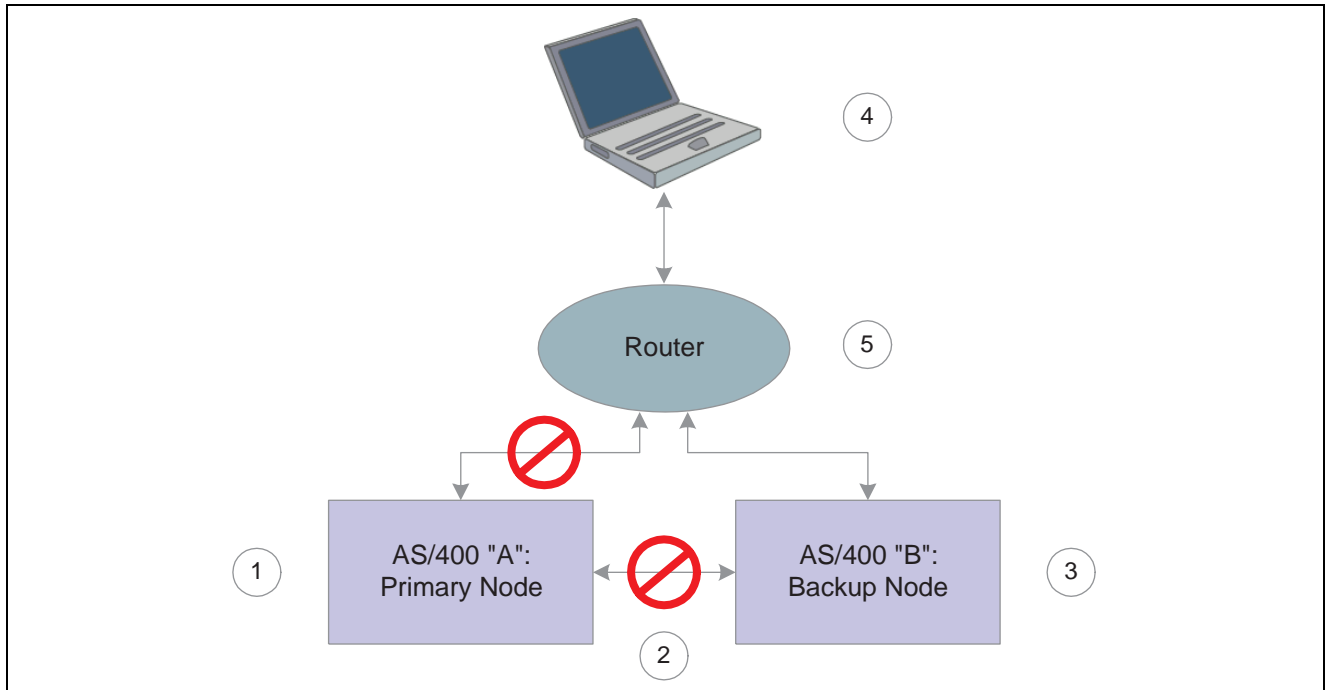 4
Router
5
AS/400 "A":
Primary Node
AS/400 "B":
Backup Node
1
3
2